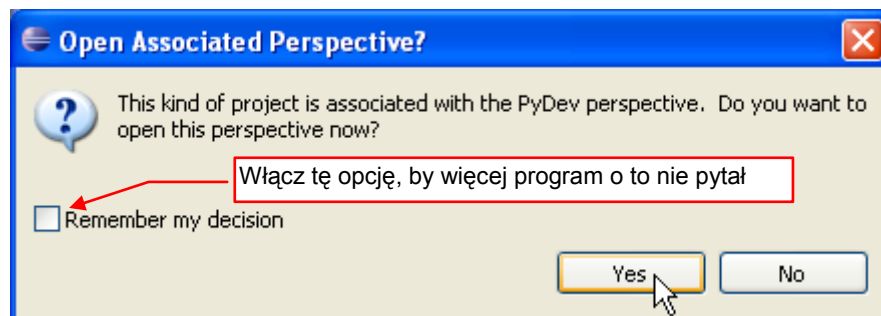 Open Associated Perspective?
This kind of project is associated with the PyDev perspective. Do you want to
open this perspective now?
Włącz tę opcję, by więcej program o to nie pytał
Remember my decision
Yes No